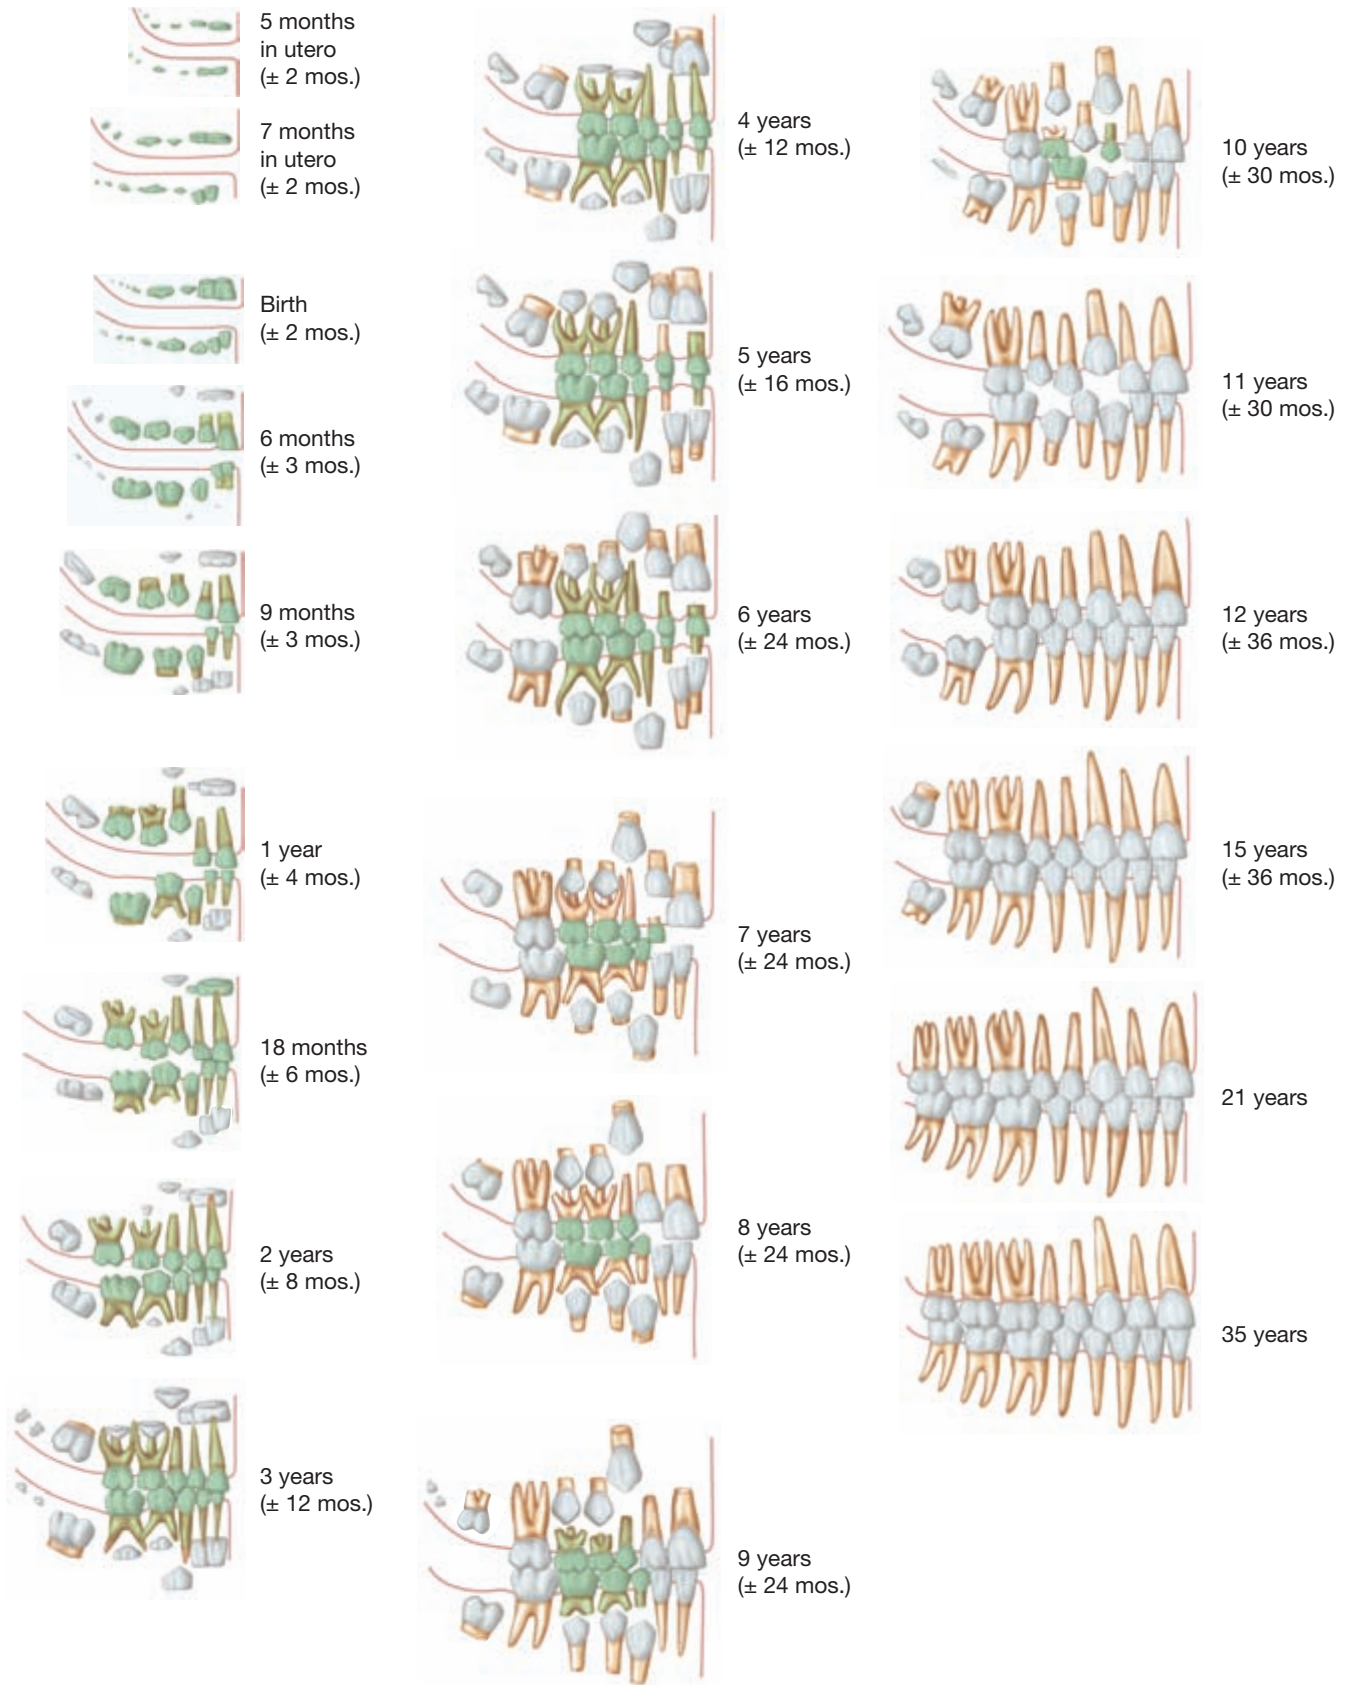 5 months
in utero
(± 2 mos.)
7 months
in utero
(± 2 mos.)
Birth
(± 2 mos.)
6 months
(± 3 mos.)
9 months
(± 3 mos.)
1 year
(± 4 mos.)
18 months
(± 6 mos.)
2 years
(± 8 mos.)
3 years
(± 12 mos.)
4 years
(± 12 mos.)
5 years
(± 16 mos.)
6 years
(± 24 mos.)
7 years
(± 24 mos.)
8 years
(± 24 mos.)
9 years
(± 24 mos.)
10 years
(± 30 mos.)
11 years
(± 30 mos.)
12 years
(± 36 mos.)
15 years
(± 36 mos.)
21 years
35 years